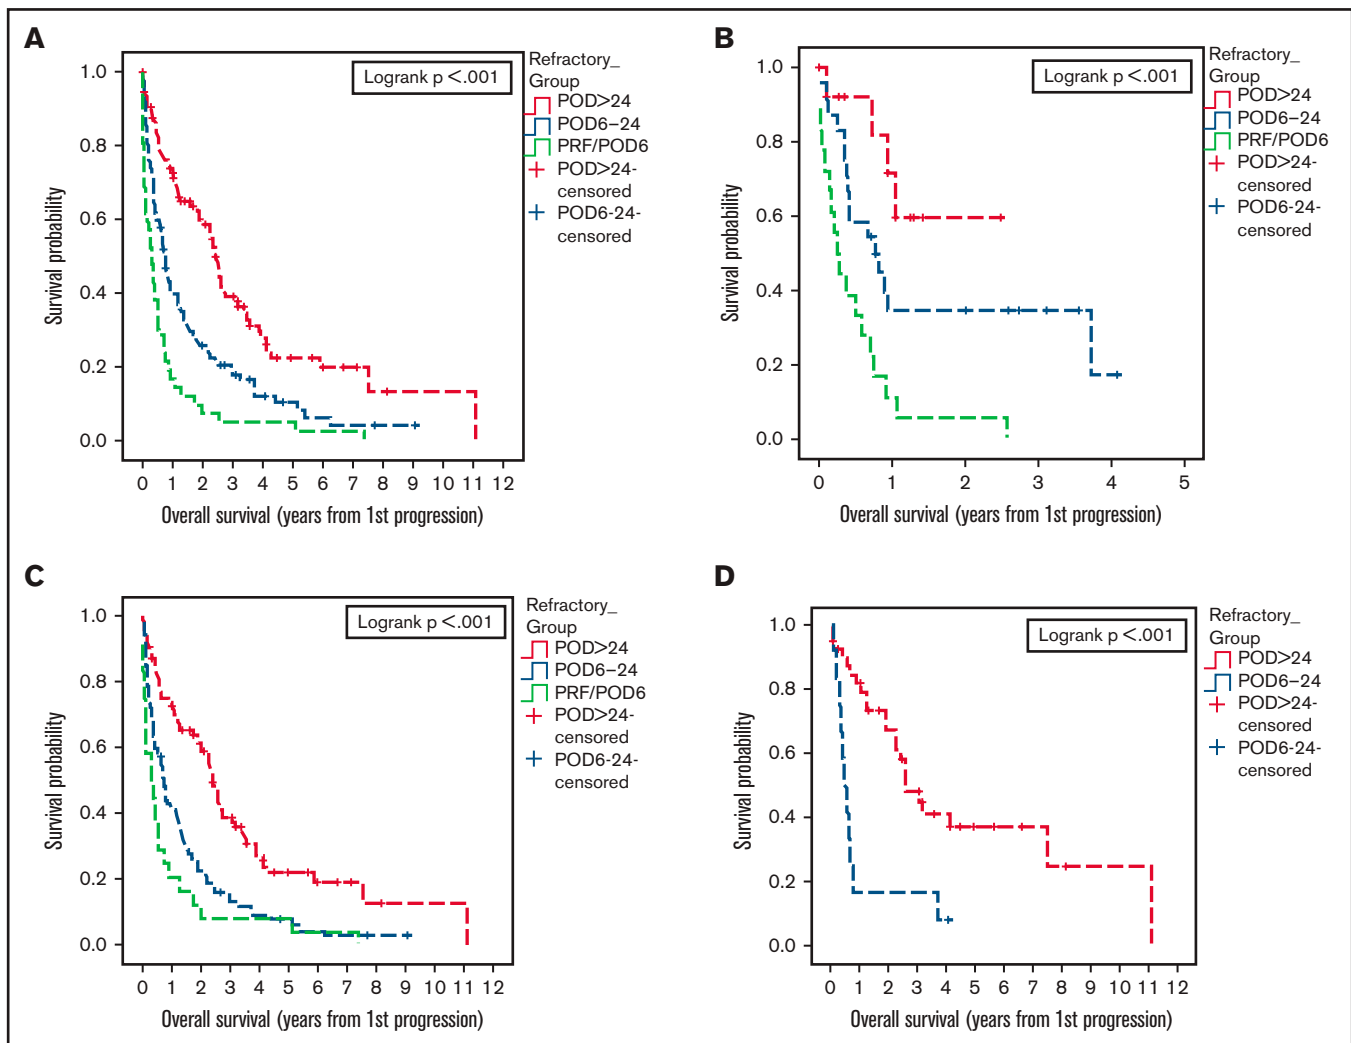 A
Logrank p <.001
Refractory_
Group
POD>24
POD6–24
PRF/POD6
POD>24-
censored
POD6-24-
censored
Survival probability
1.0
0.8
0.6
0.4
0.2
0.0
0 1 2 3 4 5 6 7 8 9 10 11 12
Overall survival (years from 1st progression)
B
Logrank p <.001
Refractory_
Group
POD>24
POD6–24
PRF/POD6
POD>24-
censored
POD6-24-
censored
Survival probability
1.0
0.8
0.6
0.4
0.2
0.0
0 1 2 3 4 5
Overall survival (years from 1st progression)
C
Logrank p <.001
Refractory_
Group
POD>24
POD6–24
PRF/POD6
POD>24-
censored
POD6-24-
censored
Survival probability
1.0
0.8
0.6
0.4
0.2
0.0
0 1 2 3 4 5 6 7 8 9 10 11 12
Overall survival (years from 1st progression)
D
Logrank p <.001
Refractory_
Group
POD>24
POD6–24
POD>24-
censored
POD6-24-
censored
Survival probability
1.0
0.8
0.6
0.4
0.2
0.0
0 1 2 3 4 5 6 7 8 9 10 11 12
Overall survival (years from 1st progression)